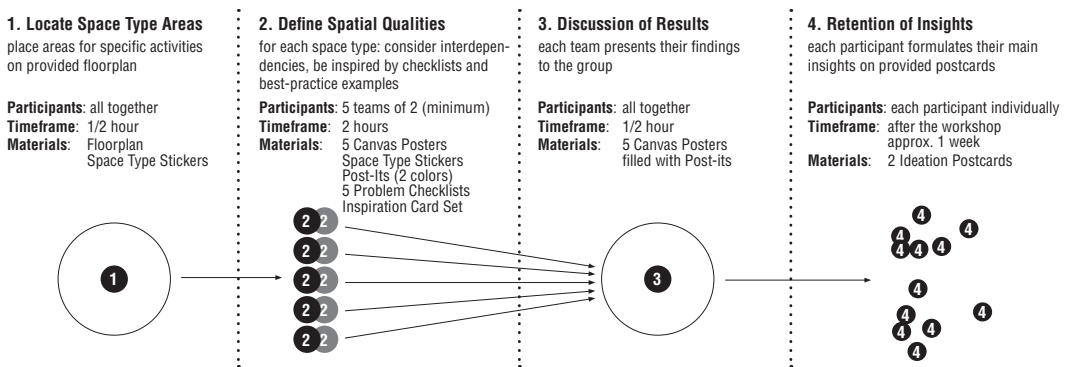 1. Locate Space Type Areas
place areas for specific activities
on provided floorplan
Participants: all together
Timeframe: 1/2 hour
Materials: Floorplan
Space Type Stickers
1
2. Define Spatial Qualities
for each space type: consider interdepen-
dencies, be inspired by checklists and
best-practice examples
Participants: 5 teams of 2 (minimum)
Timeframe: 2 hours
Materials: 5 Canvas Posters
Space Type Stickers
Post-Its (2 colors)
5 Problem Checklists
Inspiration Card Set
2 2
2 2
2 2
2 2
2 2
3. Discussion of Results
each team presents their findings
to the group
Participants: all together
Timeframe: 1/2 hour
Materials: 5 Canvas Posters
filled with Post-its
3
4. Retention of Insights
each participant formulates their main
insights on provided postcards
Participants: each participant individually
Timeframe: after the workshop
approx. 1 week
Materials: 2 Ideation Postcards
4
4
4
4 4 4
4
4
4
4 4
4